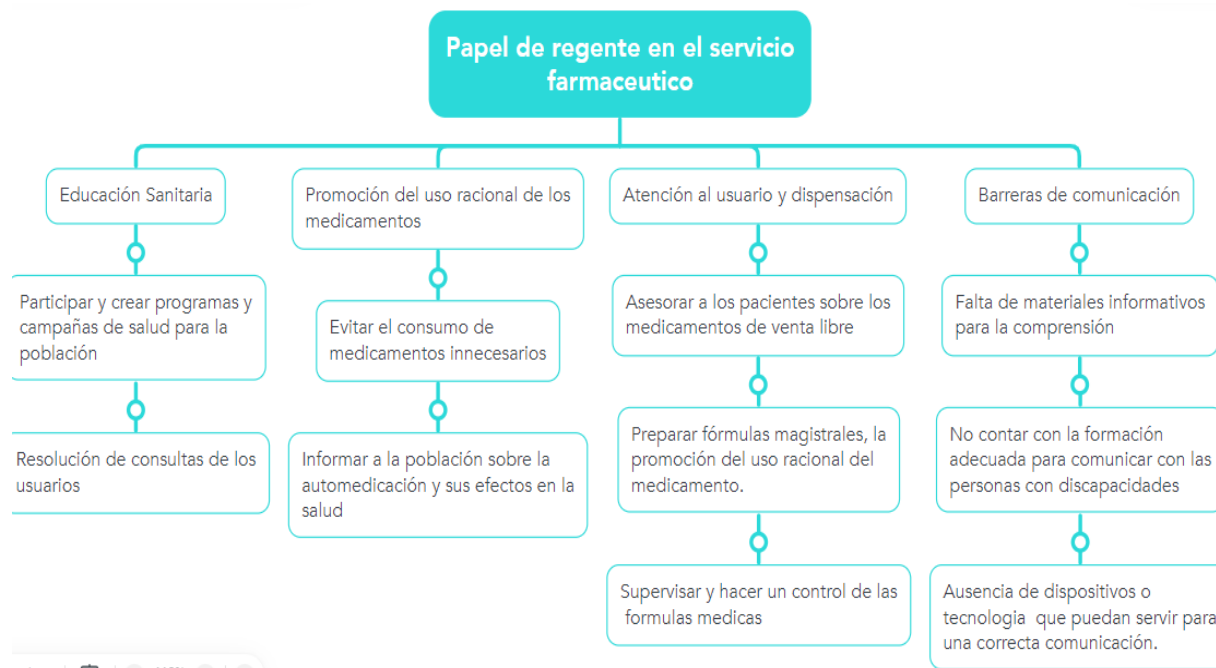 Papel de regente en el servicio
farmaceutico
Educación Sanitaria
Participar y crear programas y
campañas de salud para la
población
Resolución de consultas de los
usuarios
Promoción del uso racional de los
medicamentos
Evitar el consumo de
medicamentos innecesarios
Informar a la población sobre la
automedicación y sus efectos en la
salud
Atención al usuario y dispensación
Asesorar a los pacientes sobre los
medicamentos de venta libre
Preparar fórmulas magistrales, la
promoción del uso racional del
medicamento.
Supervisar y hacer un control de las
formulas medicas
Barreras de comunicación
Falta de materiales informativos
para la comprensión
No contar con la formación
adecuada para comunicar con las
personas con discapacidades
Ausencia de dispositivos o
tecnologia que puedan servir para
una correcta comunicación.